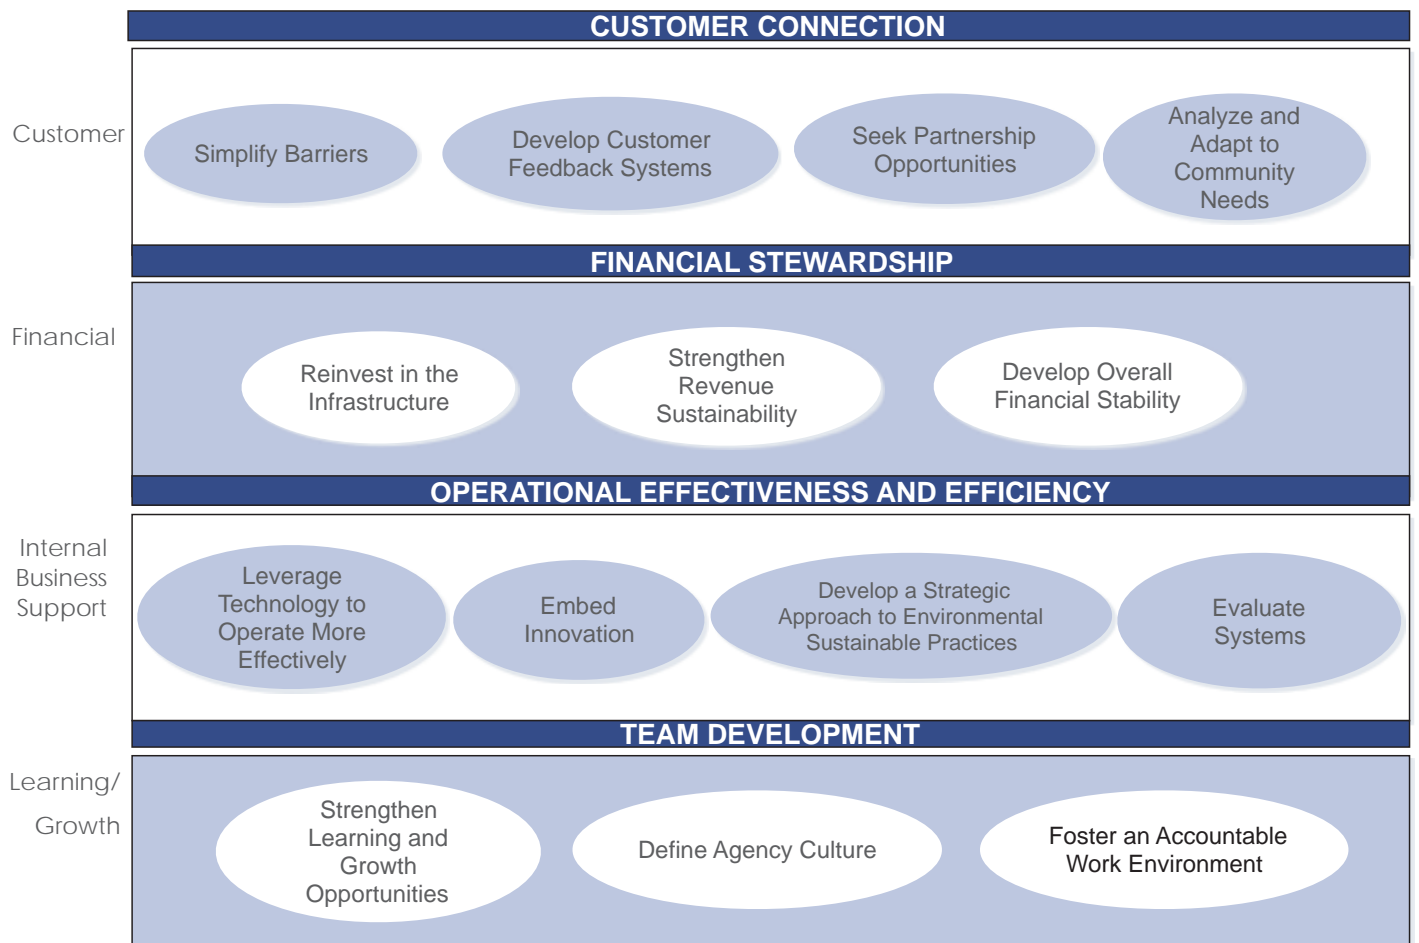 CUSTOMER CONNECTION
Customer
Simplify Barriers
Develop Customer
Feedback Systems
Seek Partnership
Opportunities
Analyze and
Adapt to
Community
Needs
FINANCIAL STEWARDSHIP
Financial
Reinvest in the
Infrastructure
Strengthen
Revenue
Sustainability
Develop Overall
Financial Stability
OPERATIONAL EFFECTIVENESS AND EFFICIENCY
Internal
Business
Support
Leverage
Technology to
Operate More
Effectively
Embed
Innovation
Develop a Strategic
Approach to Environmental
Sustainable Practices
Evaluate
Systems
TEAM DEVELOPMENT
Learning/
Growth
Strengthen
Learning and
Growth
Opportunities
Define Agency Culture
Foster an Accountable
Work Environment